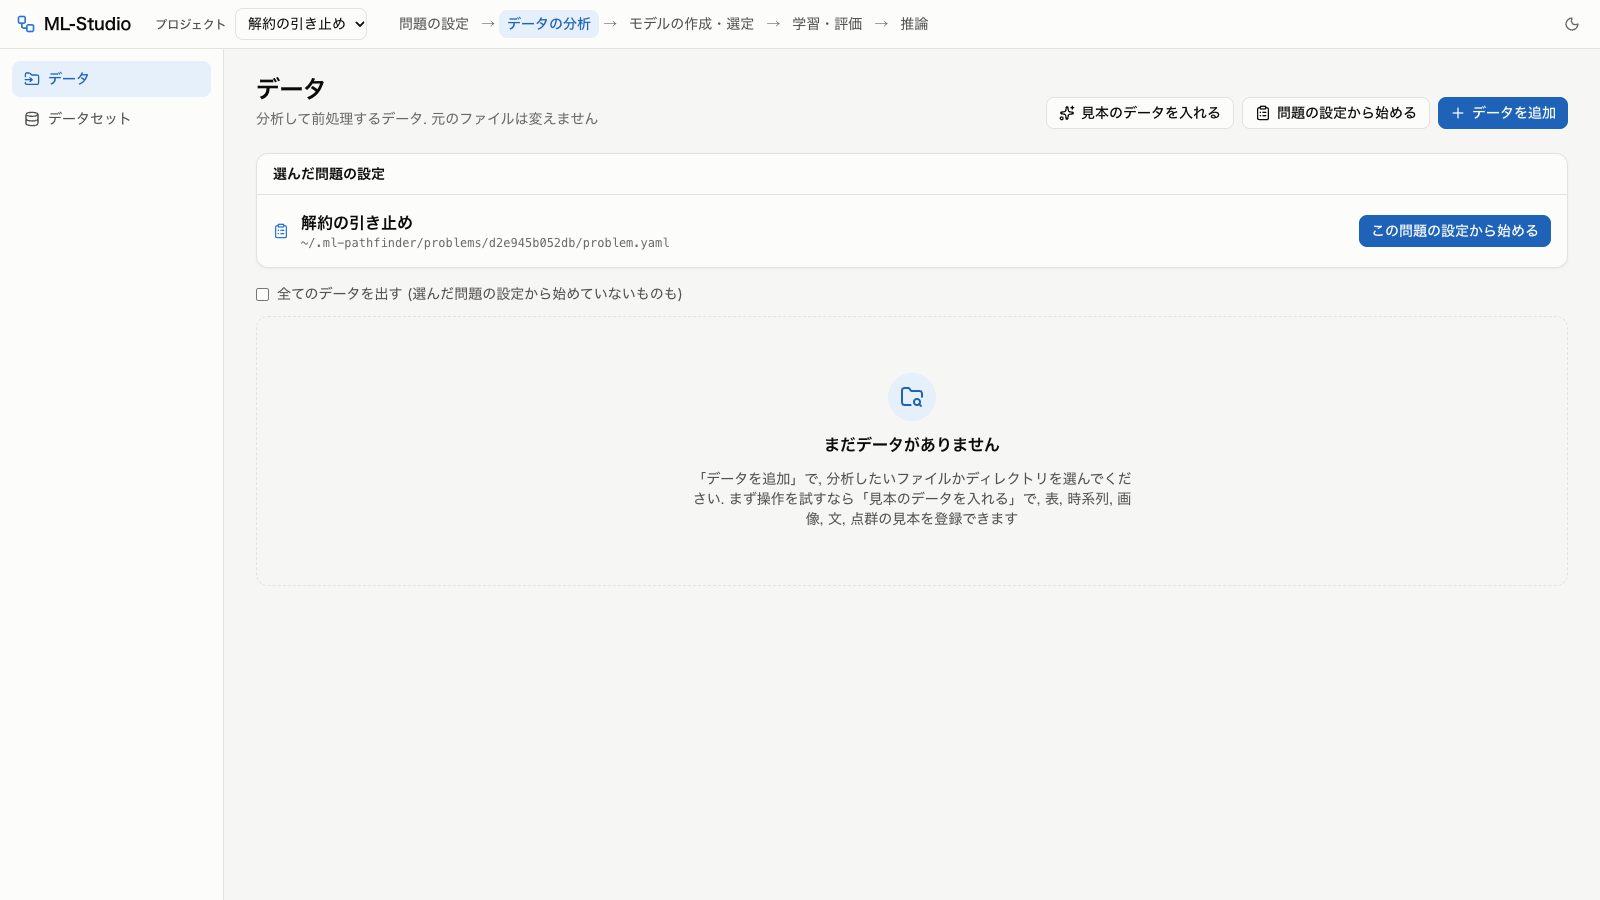 ML-Studio
プロジェクト
解約の引き止め
問題の設定 → データの分析 → モデルの作成・選定 → 学習・評価 → 推論
データ
データセット
データ
分析して前処理するデータ. 元のファイルは変えません
見本のデータを入れる
問題の設定から始める
+ データを追加
選んだ問題の設定
解約の引き止め
~/.ml-pathfinder/problems/d2e945b052db/problem.yaml
この問題の設定から始める
全てのデータを出す (選んだ問題の設定から始めていないものも)
まだデータがありません
「データを追加」で, 分析したいファイルかディレクトリを選んでくだ
さい. まず操作を試すなら「見本のデータを入れる」で, 表, 時系列, 画
像, 文, 点群の見本を登録できます